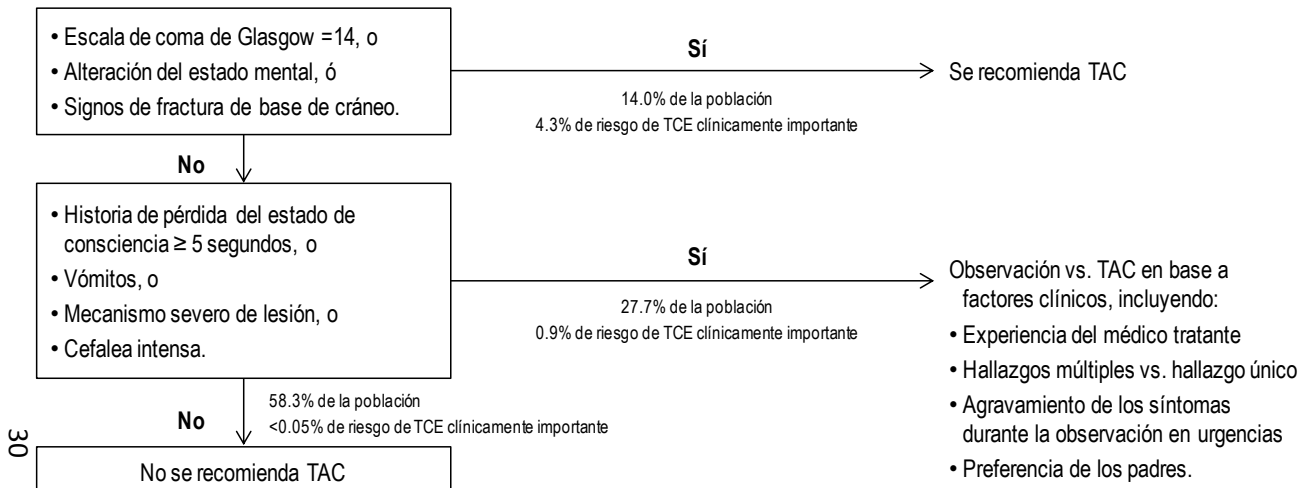 • Escala de coma de Glasgow =14, o
• Alteración del estado mental, ó
• Signos de fractura de base de cráneo.
Sí
14.0% de la población
4.3% de riesgo de TCE clínicamente importante
Se recomienda TAC
No
• Historia de pérdida del estado de
consciencia ≥ 5 segundos, o
• Vómitos, o
• Mecanismo severo de lesión, o
• Cefalea intensa.
Sí
27.7% de la población
0.9% de riesgo de TCE clínicamente importante
Observación vs. TAC en base a
factores clínicos, incluyendo:
• Experiencia del médico tratante
• Hallazgos múltiples vs. hallazgo único
• Agravamiento de los síntomas
durante la observación en urgencias
• Preferencia de los padres.
No
58.3% de la población
<0.05% de riesgo de TCE clínicamente importante
No se recomienda TAC
30